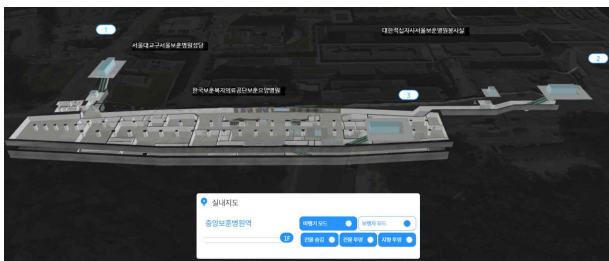 1
대한적십자사서울보훈병원봉사실
서울대교구서울보훈병원성당
2
한국보훈복지의료공단보훈요양병원
3
실내지도
중앙보훈병원역
비행기 모드
보행자 모드
1F
건물 숨김
건물 투명
지형 투명